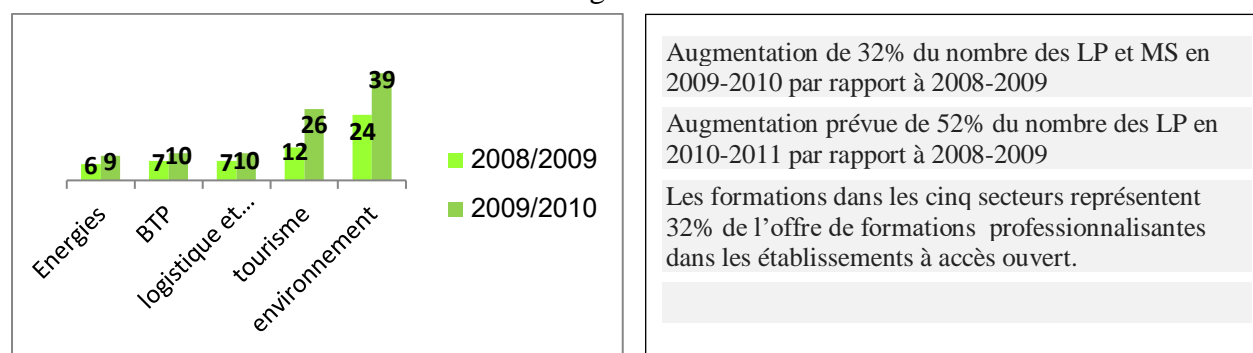 6 9
7 10
7 10
12 26
24 39
Energies
BTP
logistique et...
tourisme
environnement
2008/2009
2009/2010
Augmentation de 32% du nombre des LP et MS en
2009-2010 par rapport à 2008-2009
Augmentation prévue de 52% du nombre des LP en
2010-2011 par rapport à 2008-2009
Les formations dans les cinq secteurs représentent
32% de l’offre de formations professionnalisantes
dans les établissements à accès ouvert.